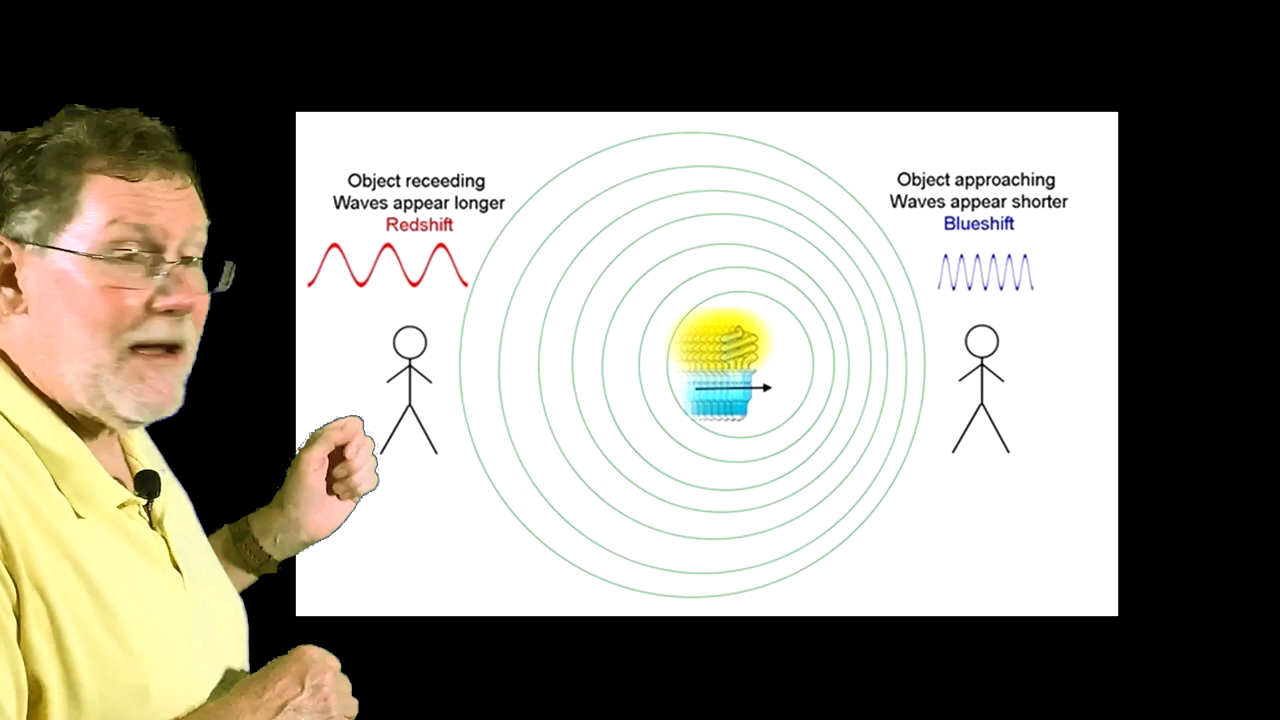 Object receeding
Waves appear longer
Redshift
Object approaching
Waves appear shorter
Blueshift